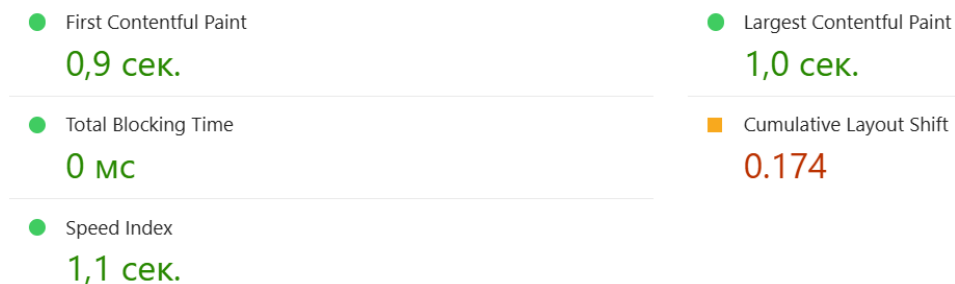 First Contentful Paint
0,9 сек.
Largest Contentful Paint
1,0 сек.
Total Blocking Time
0 мс
Cumulative Layout Shift
0.174
Speed Index
1,1 сек.